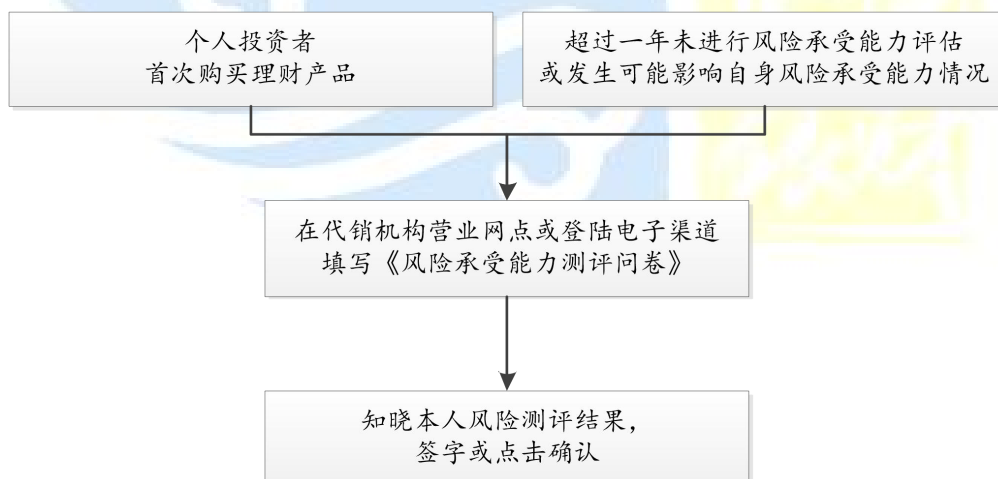 个人投资者
首次购买理财产品
超过一年未进行风险承受能力评估
或发生可能影响自身风险承受能力情况
在代销机构营业网点或登陆电子渠道
填写《风险承受能力测评问卷》
知晓本人风险测评结果，
签字或点击确认